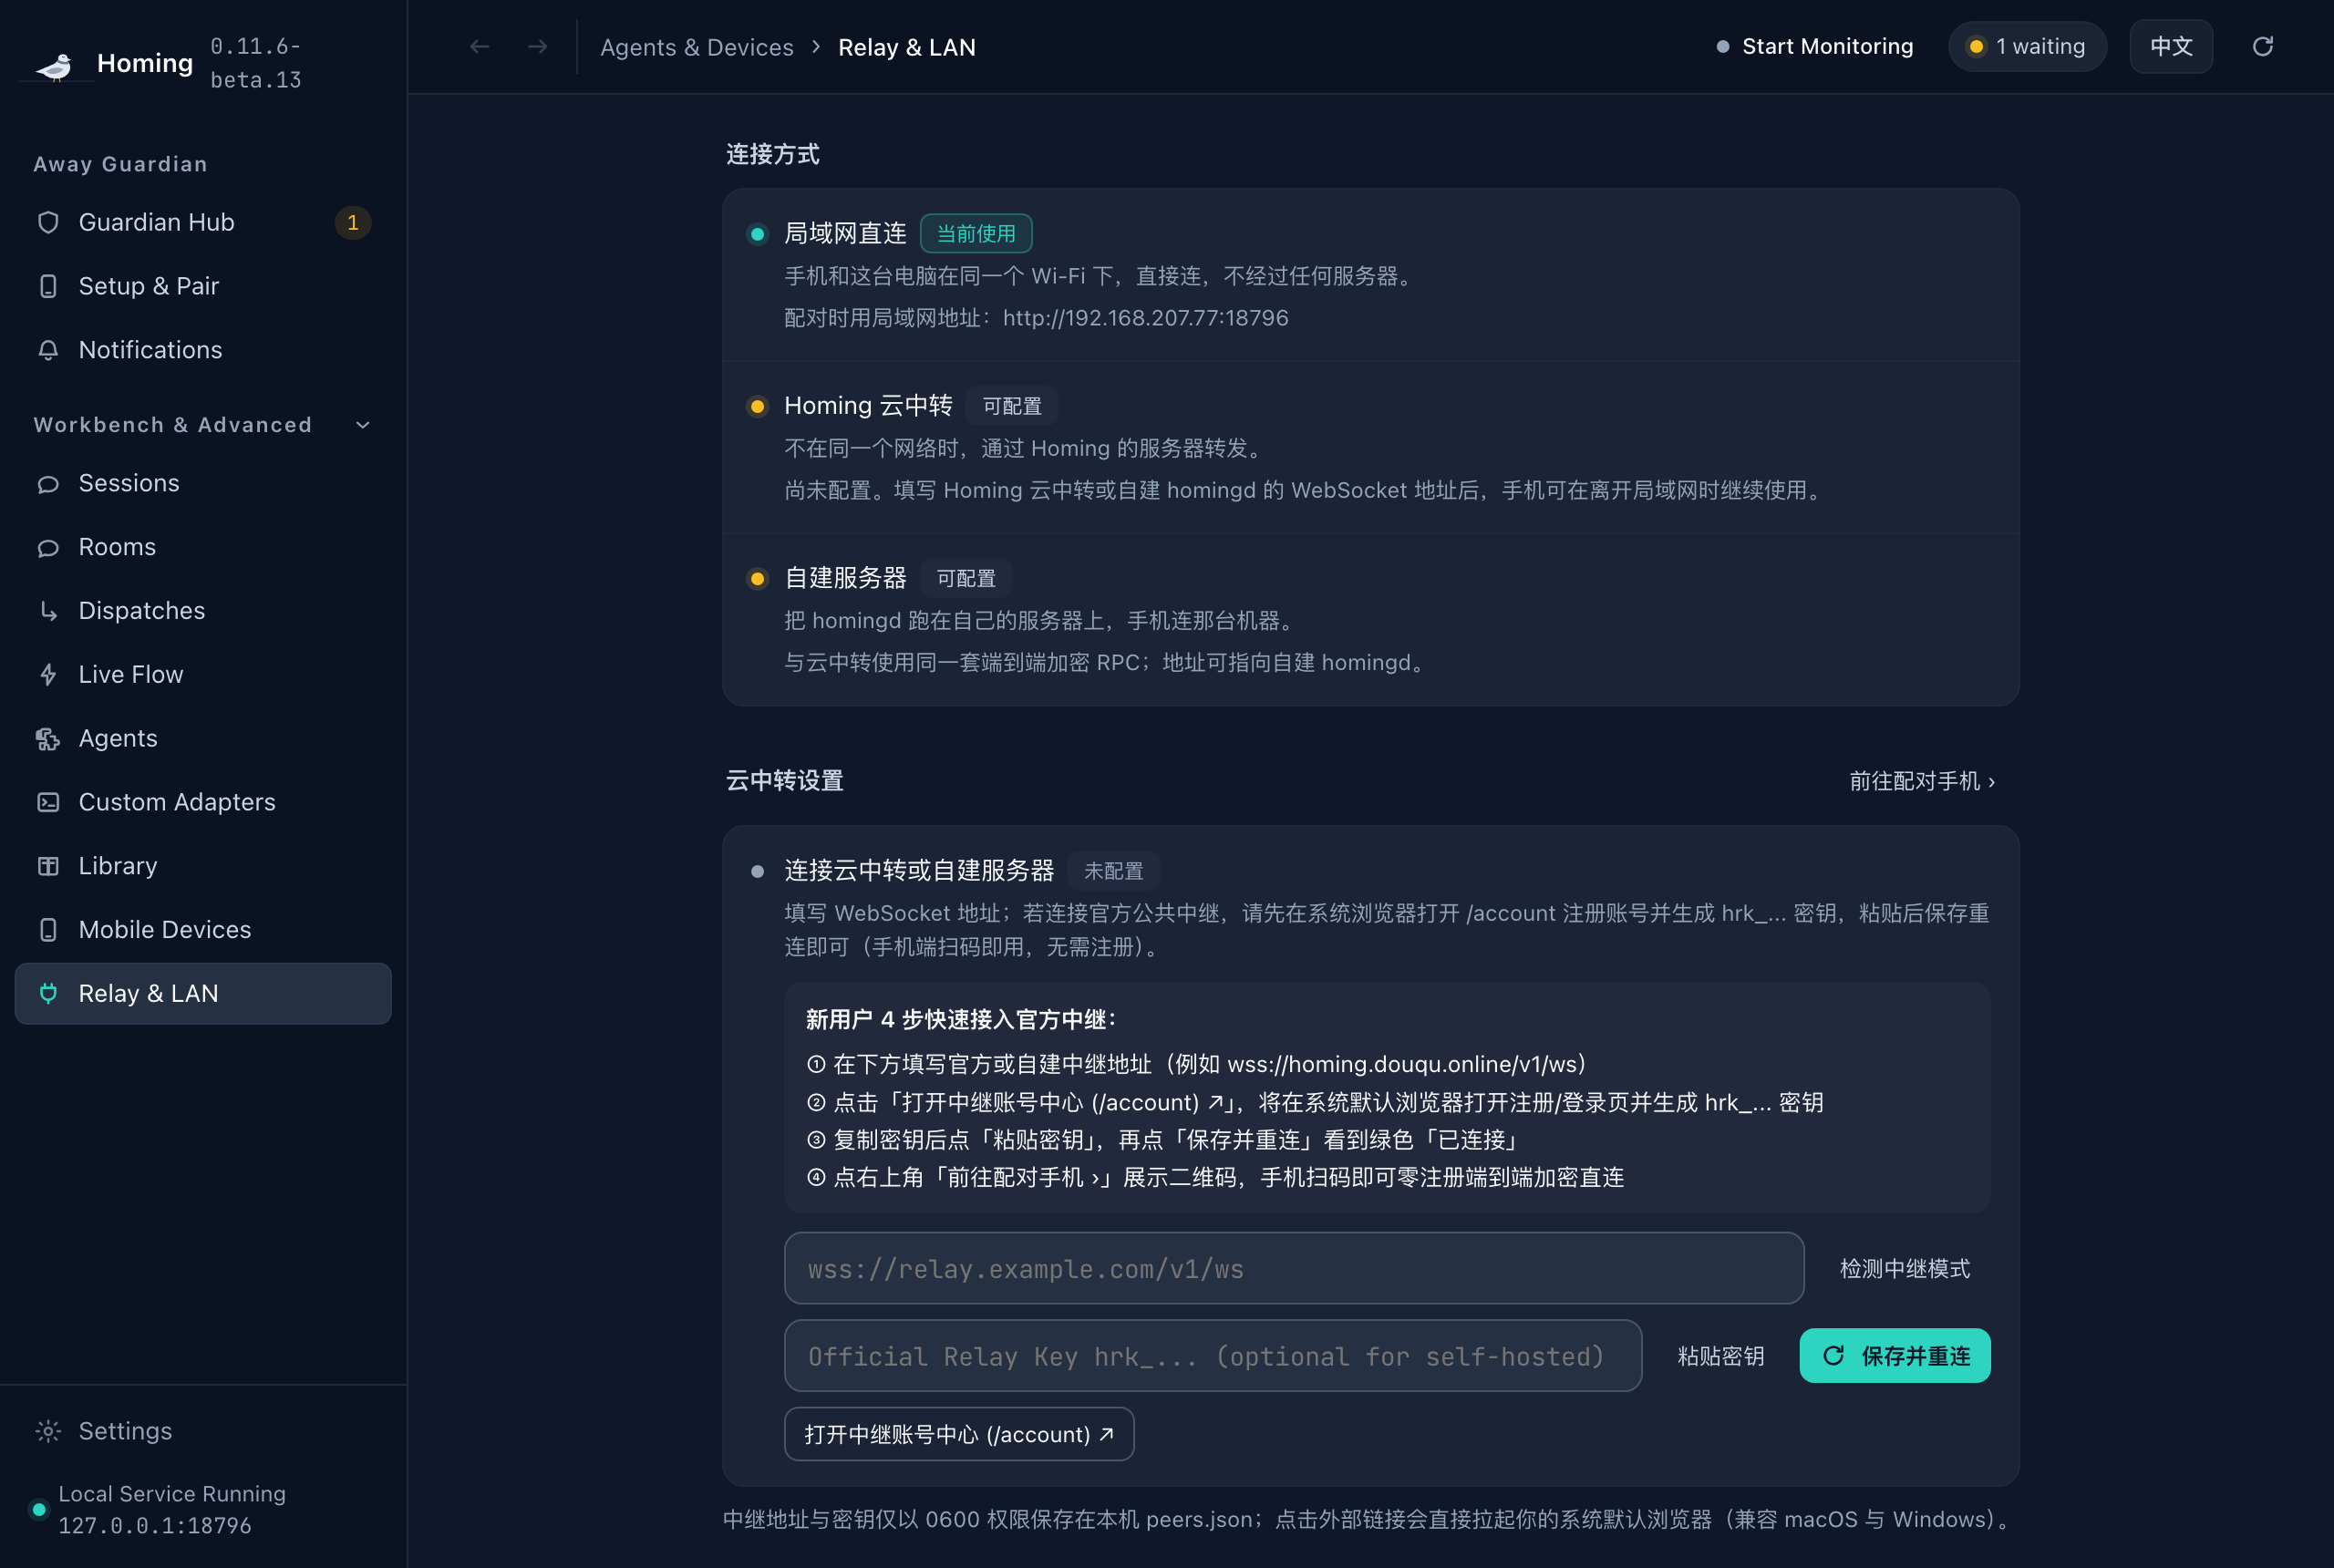 Homing
0.11.6-
beta.13
Away Guardian
Guardian Hub
1
Setup & Pair
Notifications
Workbench & Advanced
Sessions
Rooms
Dispatches
Live Flow
Agents
Custom Adapters
Library
Mobile Devices
Relay & LAN
Settings
Local Service Running
127.0.0.1:18796
Agents & Devices › Relay & LAN
Start Monitoring
1 waiting
中文
连接方式
局域网直连 当前使用
手机和这台电脑在同一个 Wi-Fi 下，直接连，不经过任何服务器。
配对时用局域网地址：http://192.168.207.77:18796
Homing 云中转 可配置
不在同一个网络时，通过 Homing 的服务器转发。
尚未配置。填写 Homing 云中转或自建 homingd 的 WebSocket 地址后，手机可在离开局域网时继续使用。
自建服务器 可配置
把 homingd 跑在自己的服务器上，手机连那台机器。
与云中转使用同一套端到端加密 RPC；地址可指向自建 homingd。
云中转设置
前往配对手机 ›
连接云中转或自建服务器 未配置
填写 WebSocket 地址；若连接官方公共中继，请先在系统浏览器打开 /account 注册账号并生成 hrk_... 密钥，粘贴后保存重
连即可（手机端扫码即用，无需注册）。
新用户 4 步快速接入官方中继：
① 在下方填写官方或自建中继地址（例如 wss://homing.douqu.online/v1/ws）
② 点击「打开中继账号中心 (/account) ↗」，将在系统默认浏览器打开注册/登录页并生成 hrk_... 密钥
③ 复制密钥后点「粘贴密钥」，再点「保存并重连」看到绿色「已连接」
④ 点右上角「前往配对手机 ›」展示二维码，手机扫码即可零注册端到端加密直连
wss://relay.example.com/v1/ws
检测中继模式
Official Relay Key hrk_... (optional for self-hosted)
粘贴密钥
保存并重连
打开中继账号中心 (/account) ↗
中继地址与密钥仅以 0600 权限保存在本机 peers.json；点击外部链接会直接拉起你的系统默认浏览器（兼容 macOS 与 Windows）。